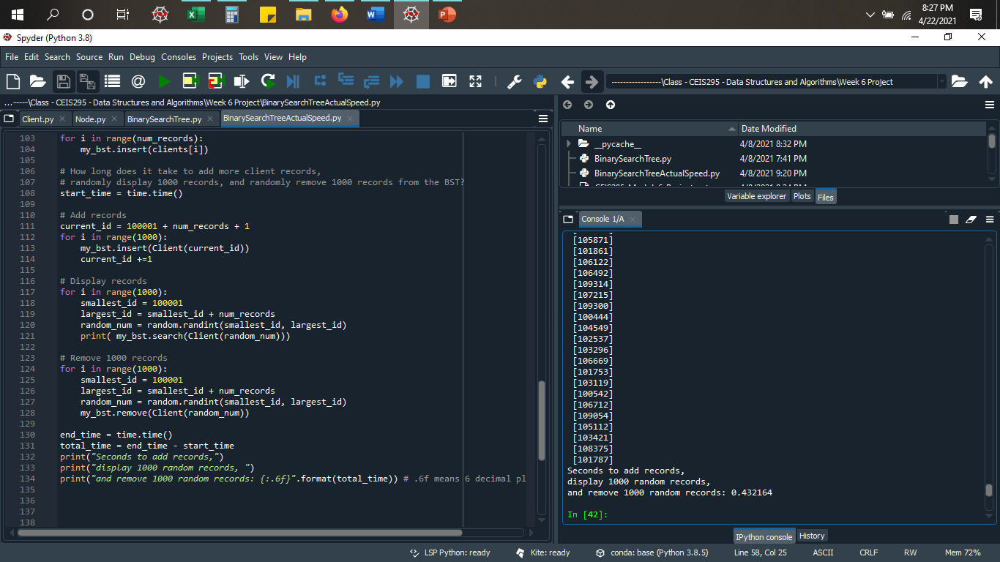 8:27 PM
4/22/2021
Spyder (Python 3.8)
File Edit Search Source Run Debug Consoles Projects Tools View Help
----------------\Class - CEIS295 - Data Structures and Algorithms\Week 6 Project
...-----\Class - CEIS295 - Data Structures and Algorithms\Week 6 Project\BinarySearchTreeActualSpeed.py
Client.py Node.py BinarySearchTree.py BinarySearchTreeActualSpeed.py
103 for i in range(num_records):
104     my_bst.insert(clients[i])
105
106 # How long does it take to add more client records,
107 # randomly display 1000 records, and randomly remove 1000 records from the BST?
108 start_time = time.time()
109
110 # Add records
111 current_id = 100001 + num_records + 1
112 for i in range(1000):
113     my_bst.insert(Client(current_id))
114     current_id +=1
115
116 # Display records
117 for i in range(1000):
118     smallest_id = 100001
119     largest_id = smallest_id + num_records
120     random_num = random.randint(smallest_id, largest_id)
121     print( my_bst.search(Client(random_num)))
122
123 # Remove 1000 records
124 for i in range(1000):
125     smallest_id = 100001
126     largest_id = smallest_id + num_records
127     random_num = random.randint(smallest_id, largest_id)
128     my_bst.remove(Client(random_num))
129
130 end_time = time.time()
131 total_time = end_time - start_time
132 print("Seconds to add records,")
133 print("display 1000 random records, ")
134 print("and remove 1000 random records: {:.6f}".format(total_time)) # .6f means 6 decimal pl
135
136
137
138
Name Date Modified
__pycache__ 4/8/2021 8:32 PM
BinarySearchTree.py 4/8/2021 7:41 PM
BinarySearchTreeActualSpeed.py 4/8/2021 9:20 PM
Variable explorer Plots Files
Console 1/A
[105871]
[101861]
[106122]
[106492]
[109314]
[107215]
[109300]
[100444]
[104549]
[102537]
[103296]
[106669]
[101753]
[103119]
[100542]
[106712]
[109054]
[105112]
[103421]
[108375]
[101787]
Seconds to add records,
display 1000 random records,
and remove 1000 random records: 0.432164
In [42]:
IPython console History
LSP Python: ready Kite: ready conda: base (Python 3.8.5) Line 58, Col 25 ASCII CRLF RW Mem 72%